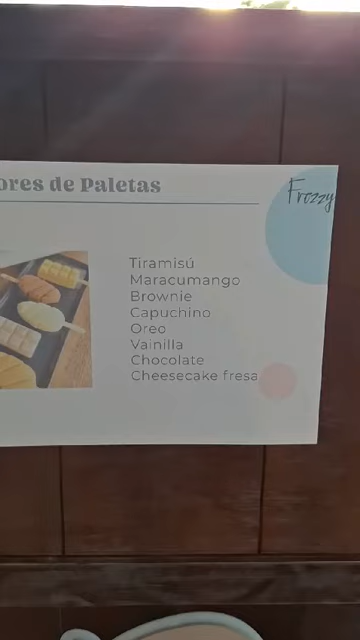 ores de Paletas
Frozzy
Tiramisú
Maracumango
Brownie
Capuchino
Oreo
Vainilla
Chocolate
Cheesecake fresa